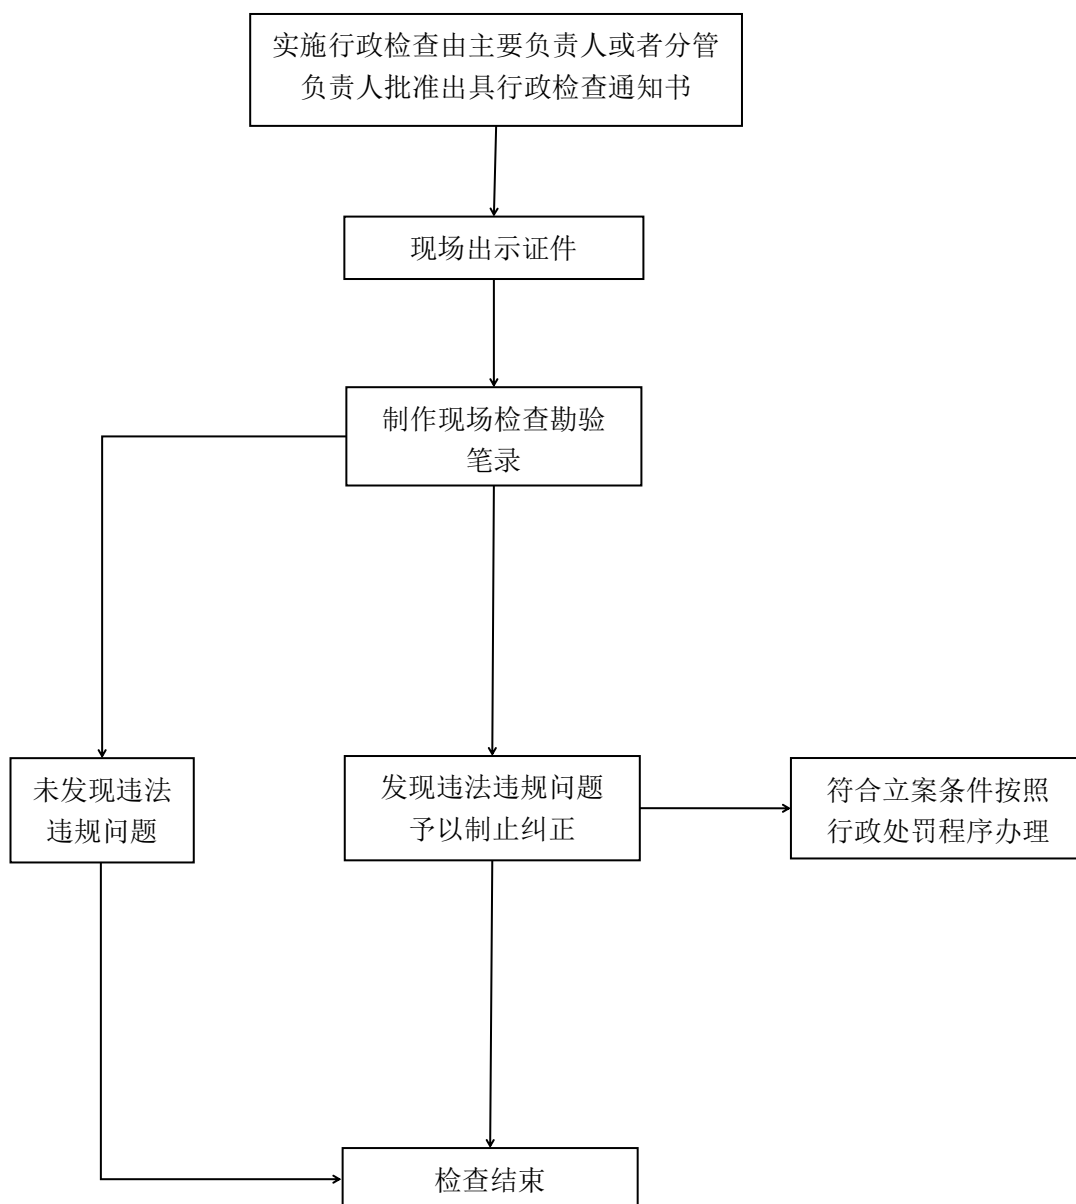 实施行政检查由主要负责人或者分管
负责人批准出具行政检查通知书
现场出示证件
制作现场检查勘验
笔录
未发现违法
违规问题
发现违法违规问题
予以制止纠正
符合立案条件按照
行政处罚程序办理
检查结束